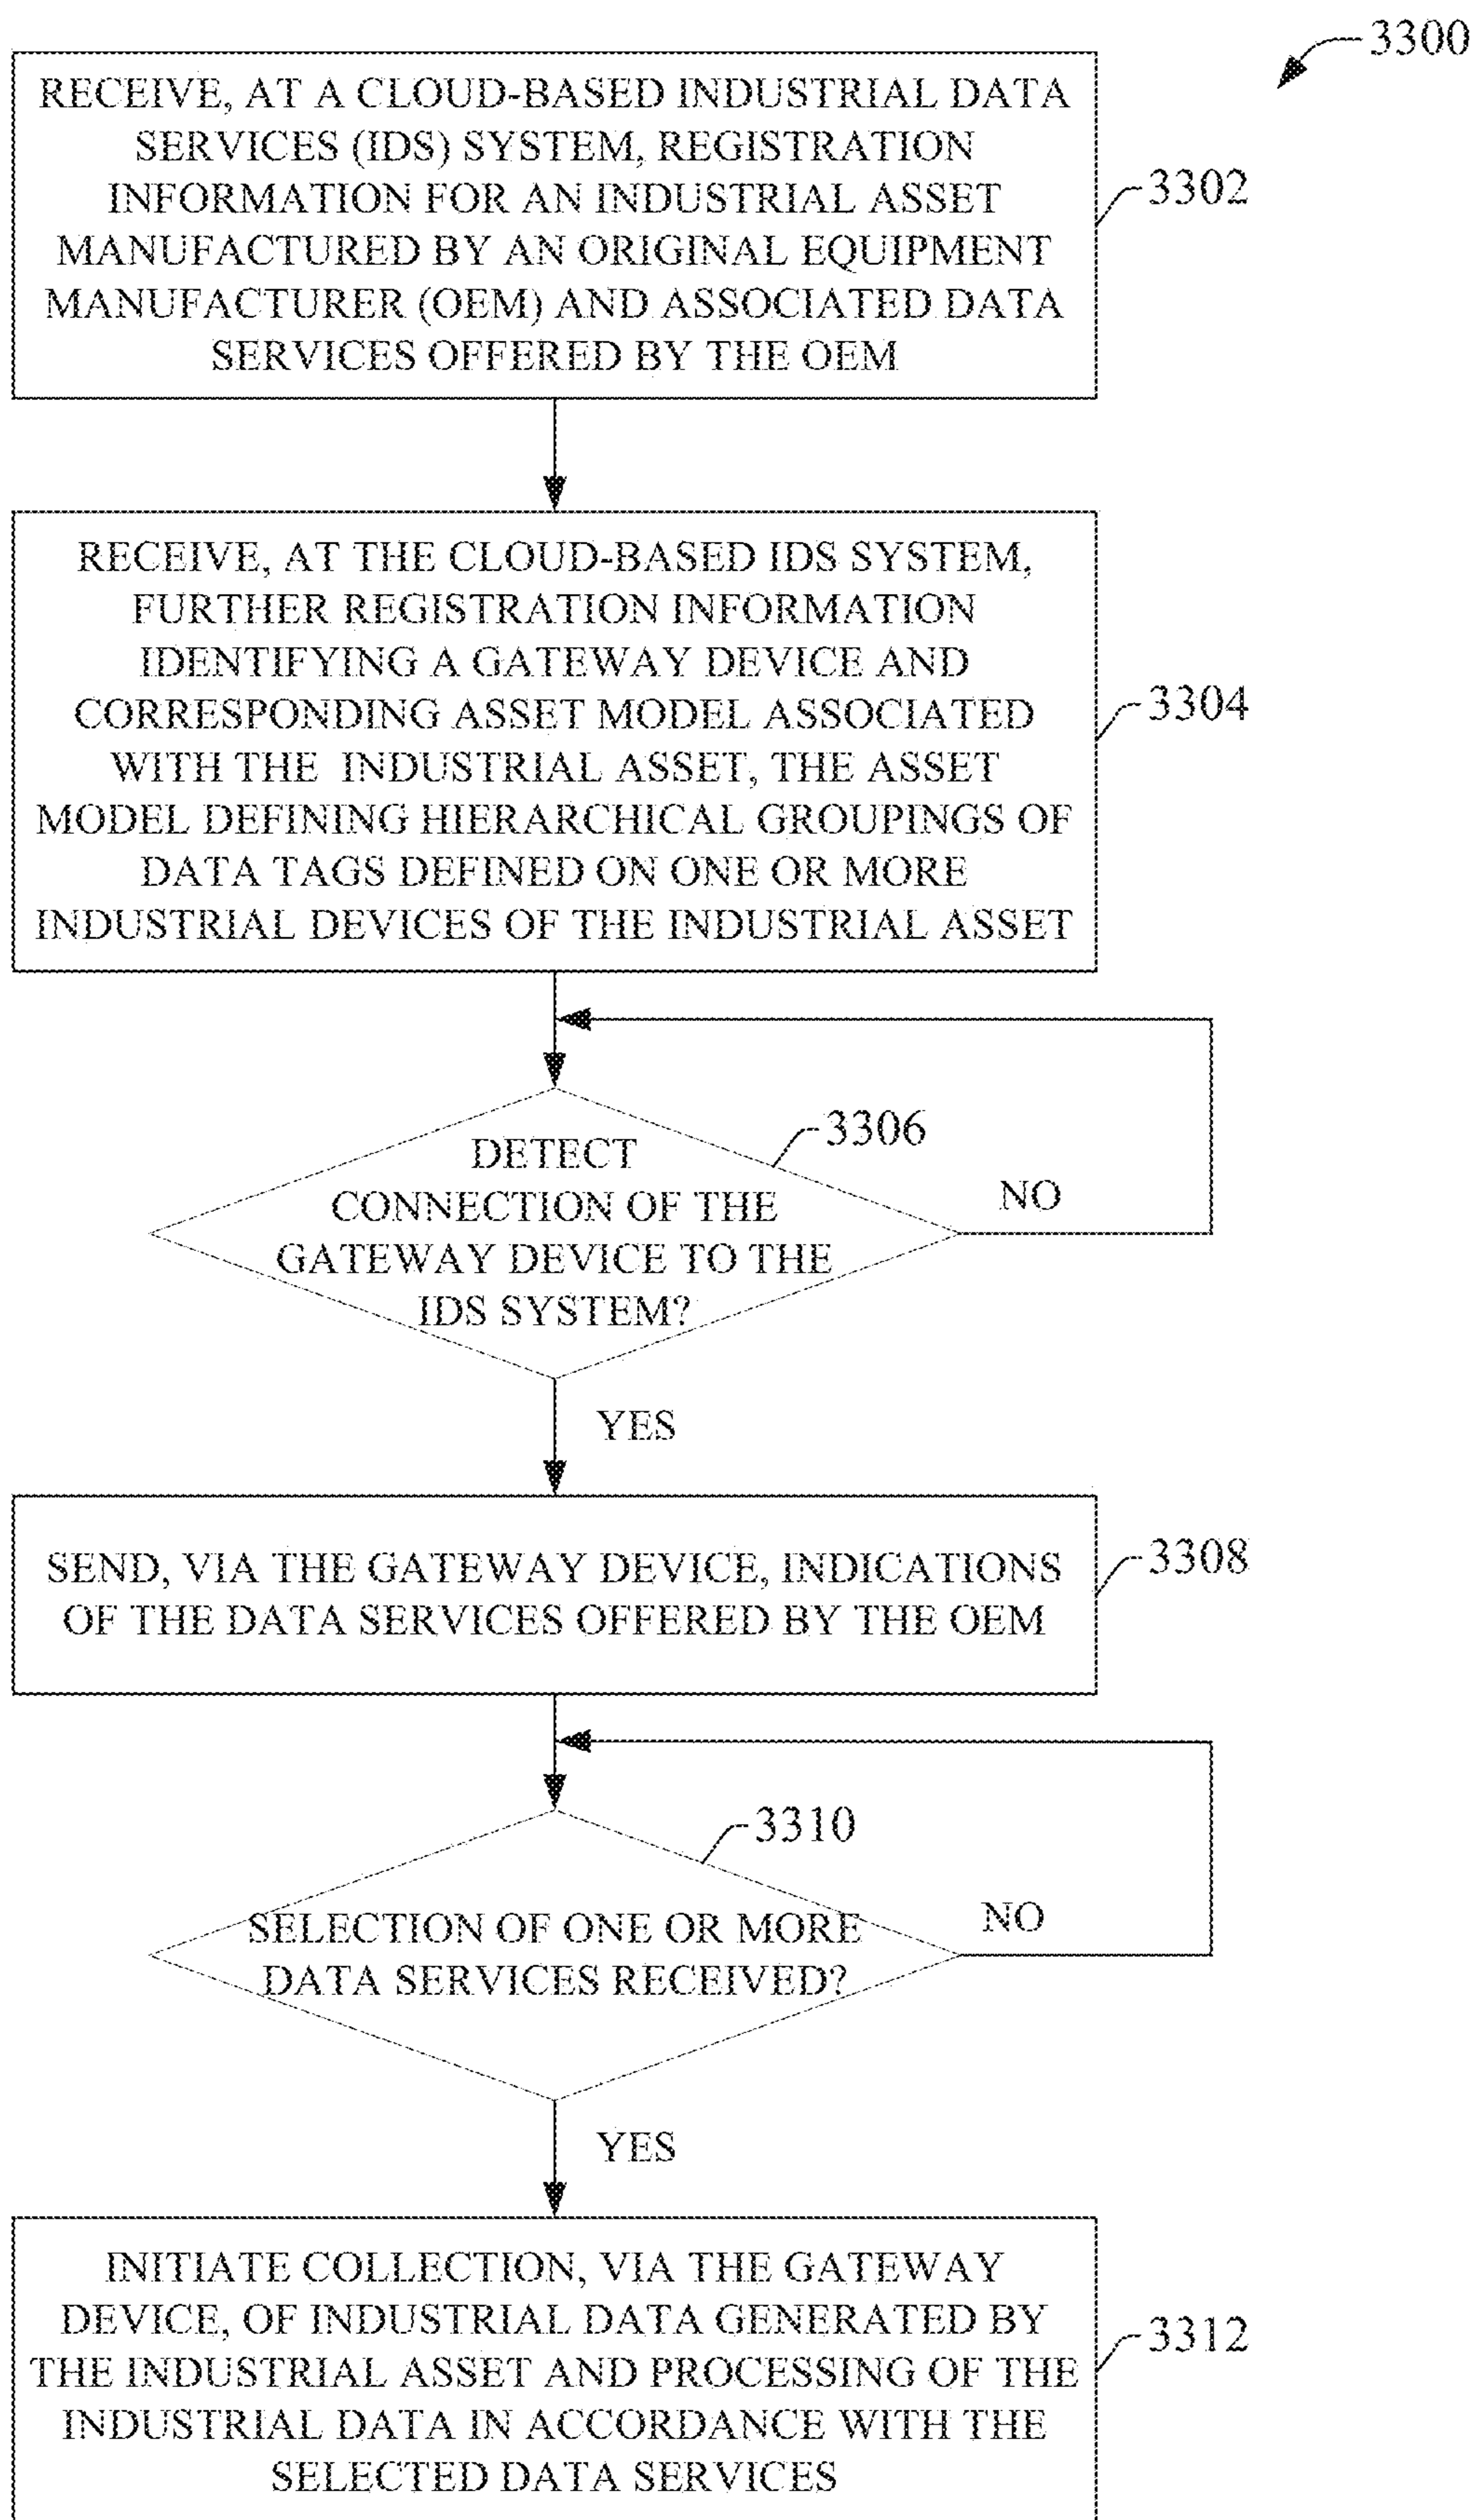 3300
RECEIVE, AT A CLOUD-BASED INDUSTRIAL DATA
SERVICES (IDS) SYSTEM, REGISTRATION
INFORMATION FOR AN INDUSTRIAL ASSET
MANUFACTURED BY AN ORIGINAL EQUIPMENT
MANUFACTURER (OEM) AND ASSOCIATED DATA
SERVICES OFFERED BY THE OEM
3302
RECEIVE, AT THE CLOUD-BASED IDS SYSTEM,
FURTHER REGISTRATION INFORMATION
IDENTIFYING A GATEWAY DEVICE AND
CORRESPONDING ASSET MODEL ASSOCIATED
WITH THE INDUSTRIAL ASSET, THE ASSET
MODEL DEFINING HIERARCHICAL GROUPINGS OF
DATA TAGS DEFINED ON ONE OR MORE
INDUSTRIAL DEVICES OF THE INDUSTRIAL ASSET
3304
DETECT
CONNECTION OF THE
GATEWAY DEVICE TO THE
IDS SYSTEM?
3306
NO
YES
SEND, VIA THE GATEWAY DEVICE, INDICATIONS
OF THE DATA SERVICES OFFERED BY THE OEM
3308
SELECTION OF ONE OR MORE
DATA SERVICES RECEIVED?
3310
NO
YES
INITIATE COLLECTION, VIA THE GATEWAY
DEVICE, OF INDUSTRIAL DATA GENERATED BY
THE INDUSTRIAL ASSET AND PROCESSING OF THE
INDUSTRIAL DATA IN ACCORDANCE WITH THE
SELECTED DATA SERVICES
3312